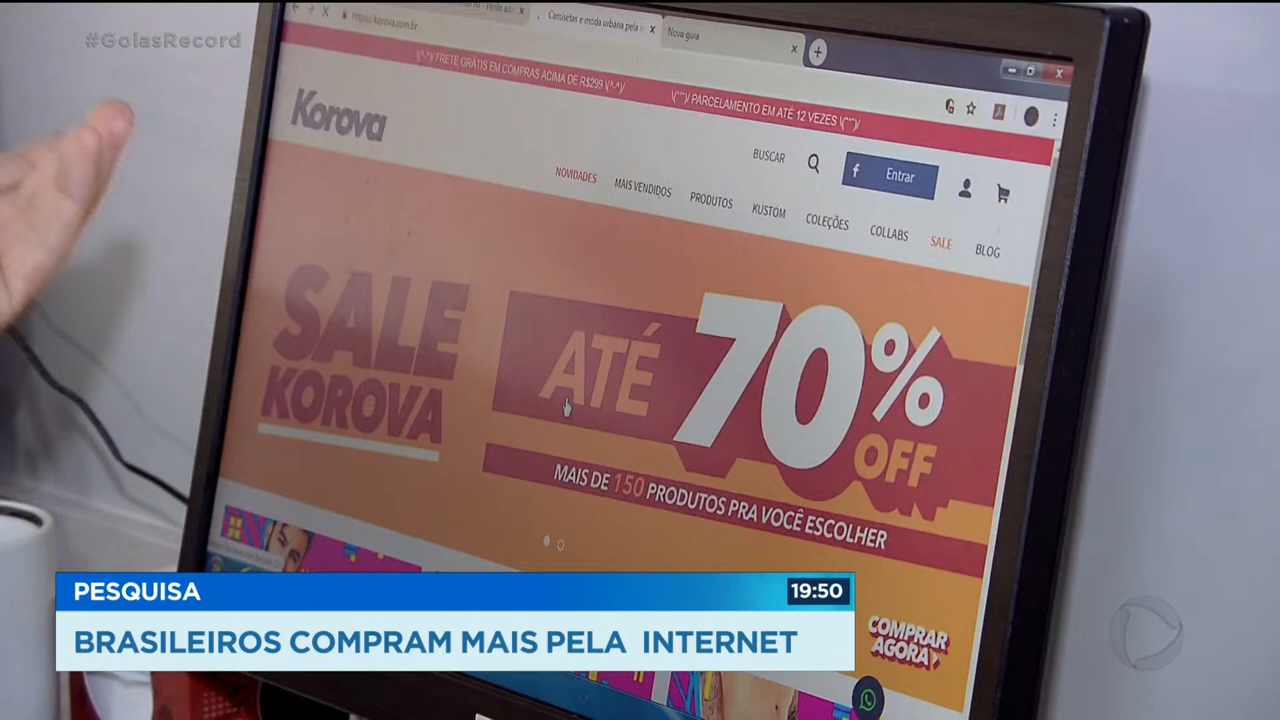 #GoiasRecord
Verde
Camisetas e moda urbana pela
Nova guia
https://korova.com.br
\(^-^)/ FRETE GRÁTIS EM COMPRAS ACIMA DE R$299 \(^-^)/
\(^-^)/ PARCELAMENTO EM ATÉ 12 VEZES \(^-^)/
Korova
BUSCAR
f Entrar
NOVIDADES MAIS VENDIDOS PRODUTOS KUSTOM COLEÇÕES COLLABS SALE BLOG
SALE
KOROVA
ATÉ 70%
OFF
MAIS DE 150 PRODUTOS PRA VOCÊ ESCOLHER
COMPRAR
AGORA
PESQUISA
19:50
BRASILEIROS COMPRAM MAIS PELA INTERNET